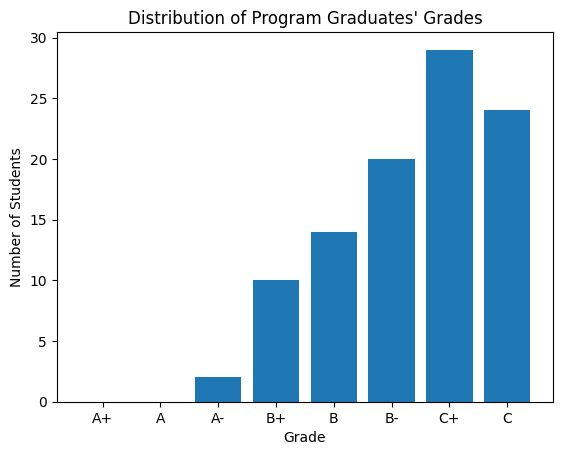 Distribution of Program Graduates' Grades
Number of Students
30
25
20
15
10
5
0
A+ A A- B+ B B- C+ C
Grade